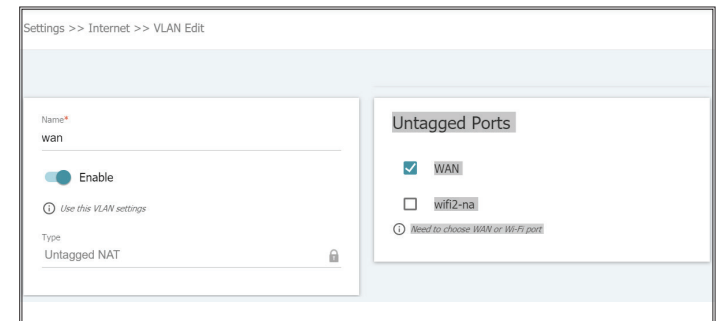 Settings >> Internet >> VLAN Edit
Name*
wan
Enable
Use this VLAN settings
Type
Untagged NAT
Untagged Ports
WAN
wifi2-na
Need to choose WAN or Wi-Fi port